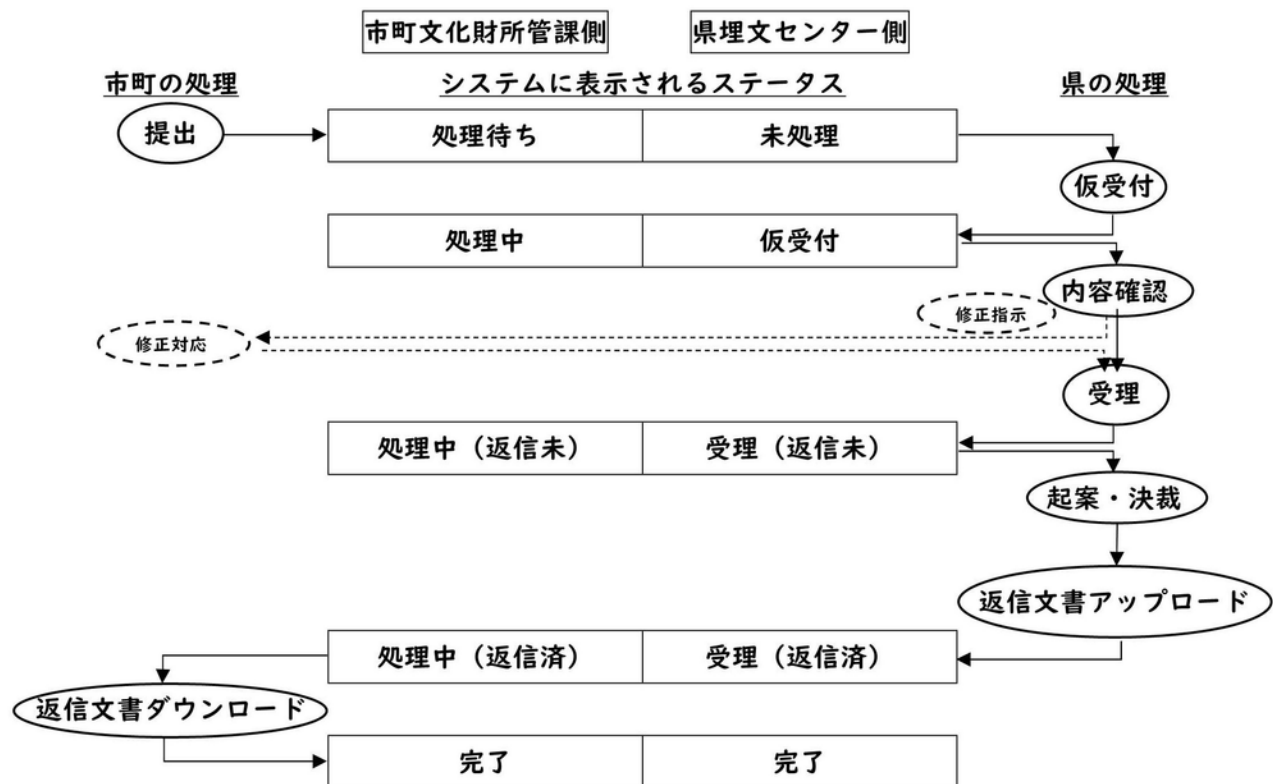 市町文化財所管課側
県埋文センター側
市町の処理
システムに表示されるステータス
県の処理
提出
処理待ち
未処理
仮受付
処理中
仮受付
内容確認
修正指示
修正対応
受理
処理中（返信未）
受理（返信未）
起案・決裁
返信文書アップロード
処理中（返信済）
受理（返信済）
返信文書ダウンロード
完了
完了